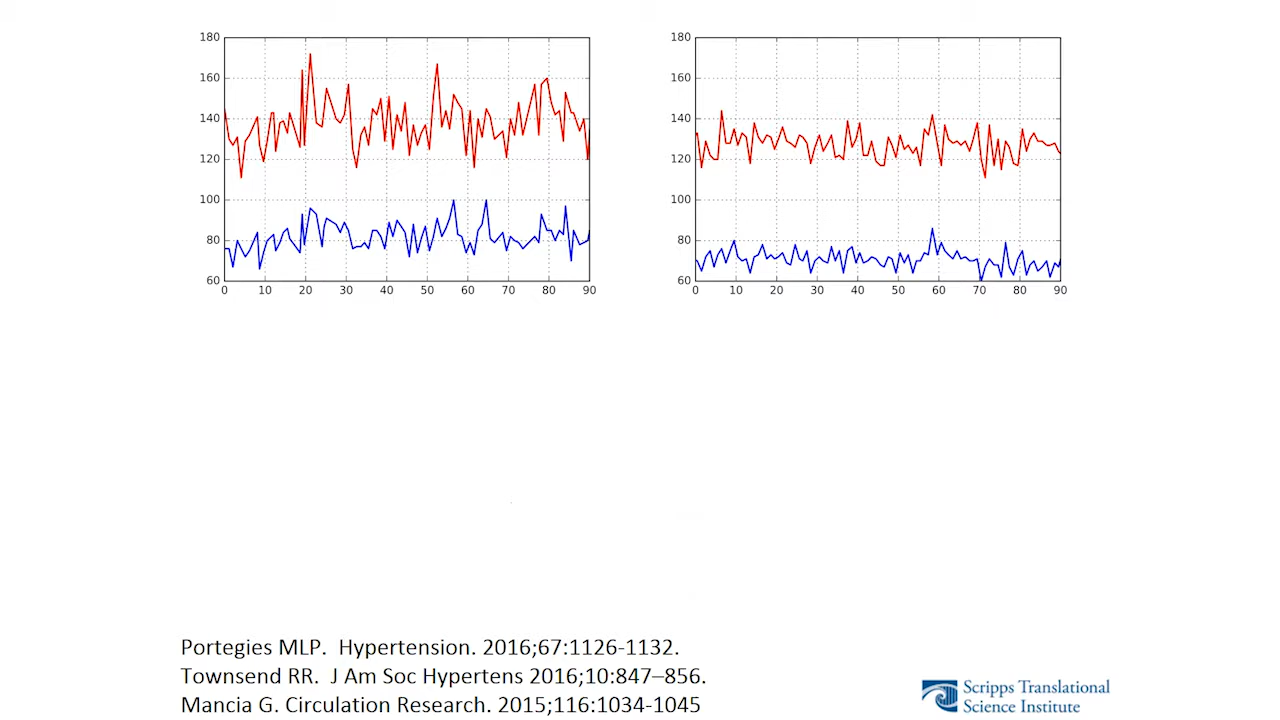 180
160
140
120
100
80
60
0 10 20 30 40 50 60 70 80 90
180
160
140
120
100
80
60
0 10 20 30 40 50 60 70 80 90
Portegies MLP.  Hypertension. 2016;67:1126-1132.
Townsend RR.  J Am Soc Hypertens 2016;10:847–856.
Mancia G. Circulation Research. 2015;116:1034-1045
Scripps Translational
Science Institute